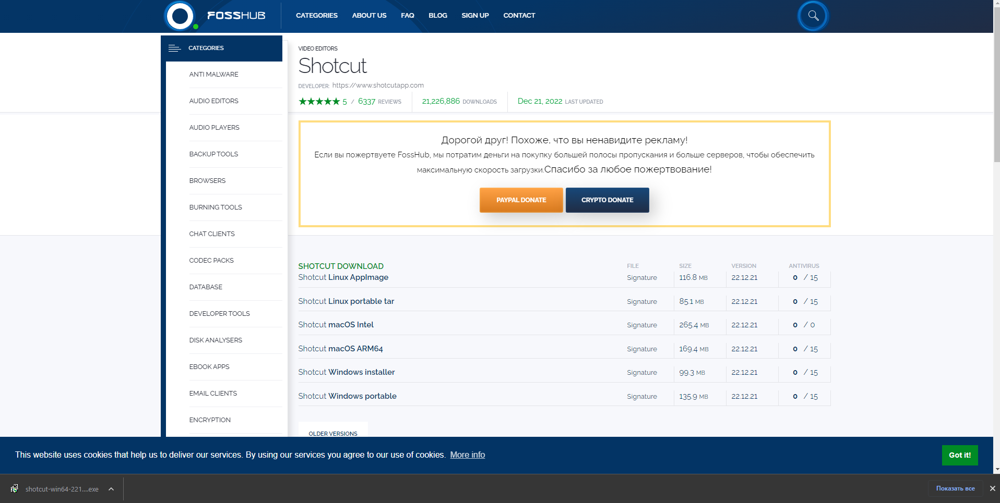 FOSSHUB
CATEGORIES ABOUT US FAQ BLOG SIGN UP CONTACT
CATEGORIES
ANTI MALWARE
AUDIO EDITORS
AUDIO PLAYERS
BACKUP TOOLS
BROWSERS
BURNING TOOLS
CHAT CLIENTS
CODEC PACKS
DATABASE
DEVELOPER TOOLS
DISK ANALYSERS
EBOOK APPS
EMAIL CLIENTS
ENCRYPTION
VIDEO EDITORS
Shotcut
DEVELOPER: https://www.shotcutapp.com
5 / 6337 REVIEWS 21,226,886 DOWNLOADS Dec 21, 2022 LAST UPDATED
Дорогой друг! Похоже, что вы ненавидите рекламу!
Если вы пожертвуете FossHub, мы потратим деньги на покупку большей полосы пропускания и больше серверов, чтобы обеспечить
максимальную скорость загрузки.Спасибо за любое пожертвование!
PAYPAL DONATE CRYPTO DONATE
SHOTCUT DOWNLOAD FILE SIZE VERSION ANTIVIRUS
Shotcut Linux AppImage Signature 116.8 MB 22.12.21 0 / 15
Shotcut Linux portable tar Signature 85.1 MB 22.12.21 0 / 15
Shotcut macOS Intel Signature 265.4 MB 22.12.21 0 / 0
Shotcut macOS ARM64 Signature 169.4 MB 22.12.21 0 / 15
Shotcut Windows installer Signature 99.3 MB 22.12.21 0 / 15
Shotcut Windows portable Signature 135.9 MB 22.12.21 0 / 15
OLDER VERSIONS
This website uses cookies that help us to deliver our services. By using our services you agree to our use of cookies. More info Got it!
shotcut-win64-221....exe Показать все